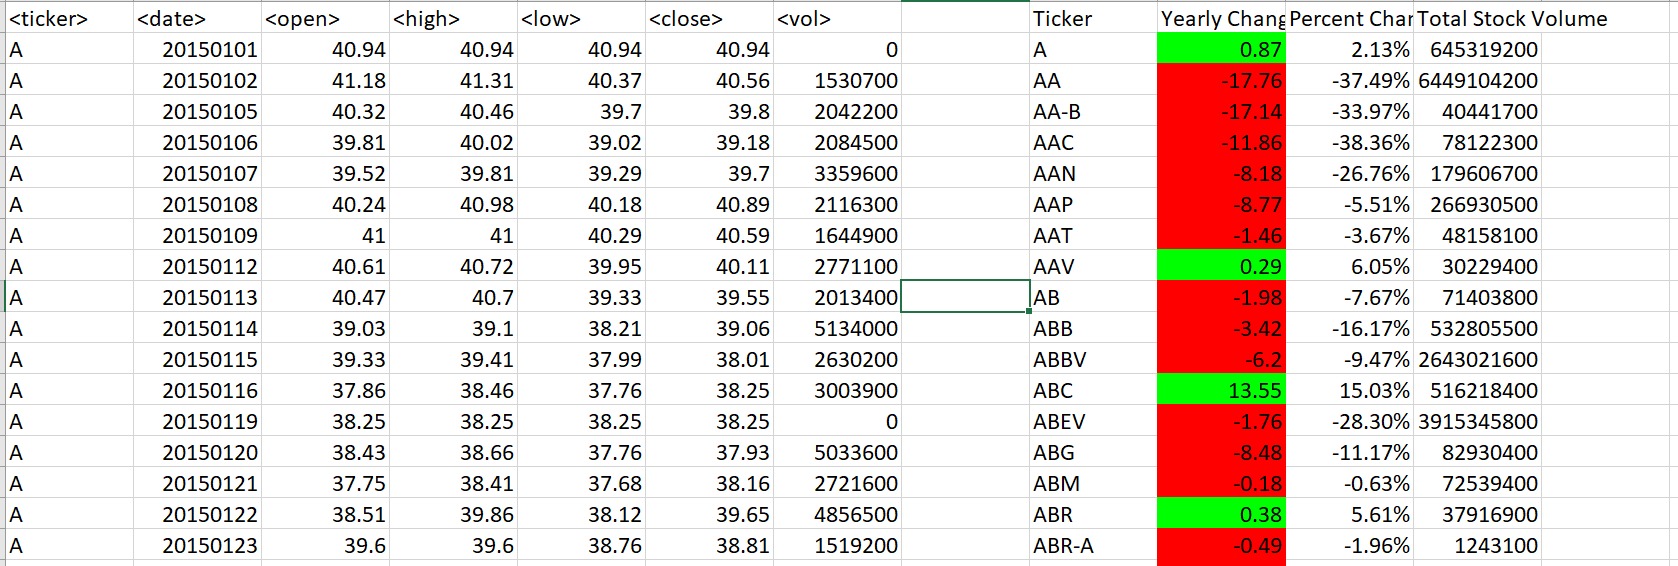 <ticker> <date> <open> <high> <low> <close> <vol> Ticker Yearly Chang Percent Char Total Stock Volume
A 20150101 40.94 40.94 40.94 40.94 0 A 0.87 2.13% 645319200
A 20150102 41.18 41.31 40.37 40.56 1530700 AA -17.76 -37.49% 6449104200
A 20150105 40.32 40.46 39.7 39.8 2042200 AA-B -17.14 -33.97% 40441700
A 20150106 39.81 40.02 39.02 39.18 2084500 AAC -11.86 -38.36% 78122300
A 20150107 39.52 39.81 39.29 39.7 3359600 AAN -8.18 -26.76% 179606700
A 20150108 40.24 40.98 40.18 40.89 2116300 AAP -8.77 -5.51% 266930500
A 20150109 41 41 40.29 40.59 1644900 AAT -1.46 -3.67% 48158100
A 20150112 40.61 40.72 39.95 40.11 2771100 AAV 0.29 6.05% 30229400
A 20150113 40.47 40.7 39.33 39.55 2013400 AB -1.98 -7.67% 71403800
A 20150114 39.03 39.1 38.21 39.06 5134000 ABB -3.42 -16.17% 532805500
A 20150115 39.33 39.41 37.99 38.01 2630200 ABBV -6.2 -9.47% 2643021600
A 20150116 37.86 38.46 37.76 38.25 3003900 ABC 13.55 15.03% 516218400
A 20150119 38.25 38.25 38.25 38.25 0 ABEV -1.76 -28.30% 3915345800
A 20150120 38.43 38.66 37.76 37.93 5033600 ABG -8.48 -11.17% 82930400
A 20150121 37.75 38.41 37.68 38.16 2721600 ABM -0.18 -0.63% 72539400
A 20150122 38.51 39.86 38.12 39.65 4856500 ABR 0.38 5.61% 37916900
A 20150123 39.6 39.6 38.76 38.81 1519200 ABR-A -0.49 -1.96% 1243100